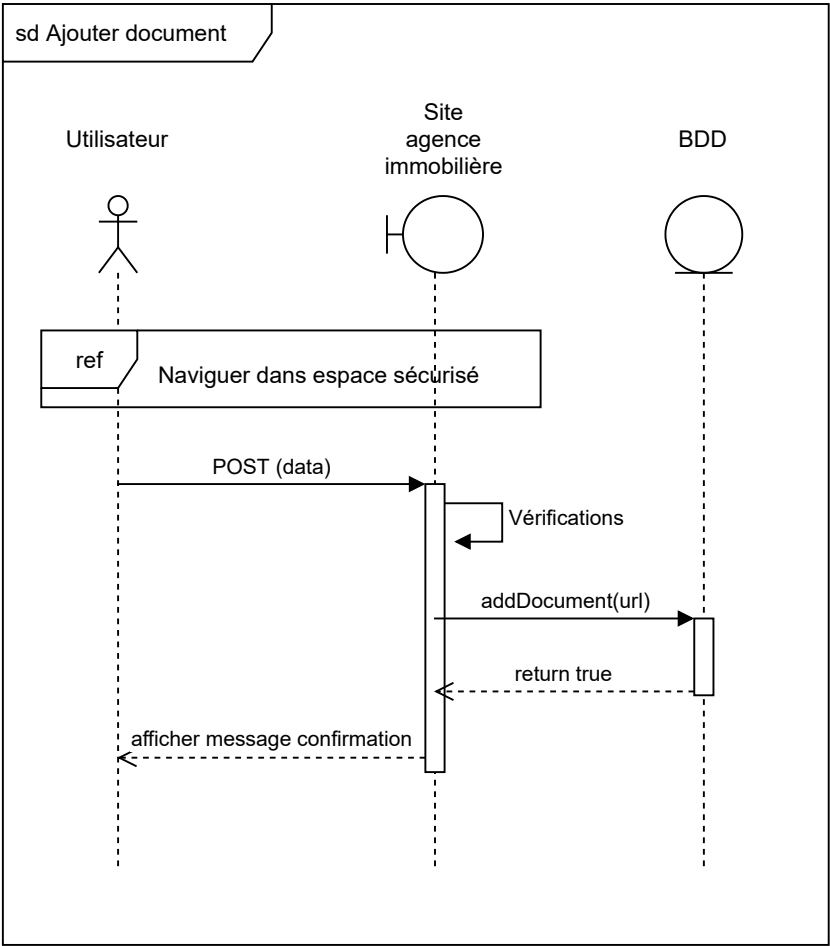 sd Ajouter document
Utilisateur
Site
agence
immobilière
BDD
ref
Naviguer dans espace sécurisé
POST (data)
Vérifications
addDocument(url)
return true
afficher message confirmation